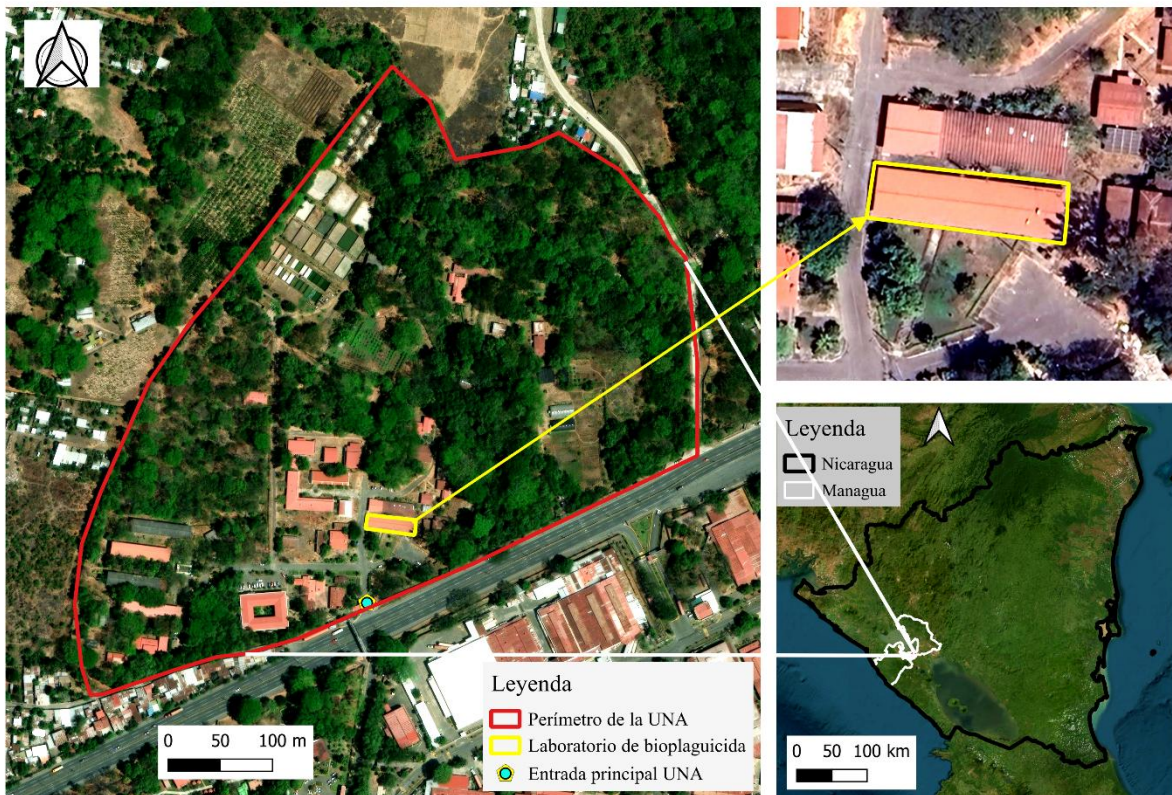 Leyenda
Nicaragua
Managua
Leyenda
Perímetro de la UNA
Laboratorio de bioplaguicida
Entrada principal UNA
0 50 100 m
0 50 100 km